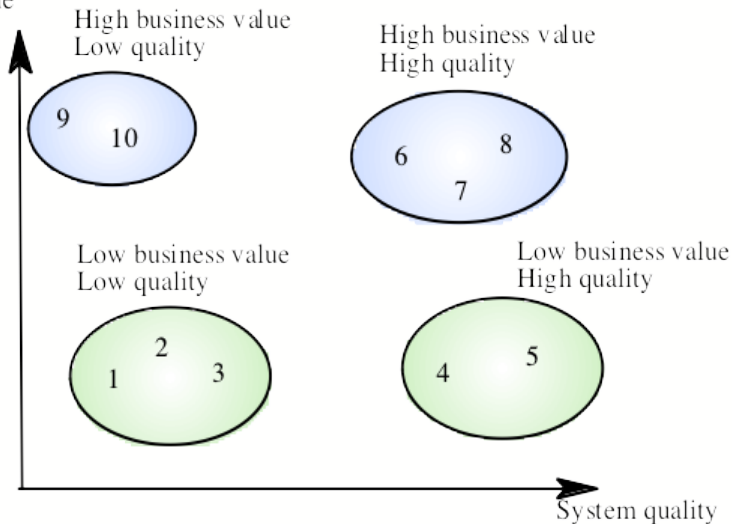 High business value
Low quality
High business value
High quality
9
10
6
8
7
Low business value
Low quality
Low business value
High quality
2
1
3
4
5
System quality